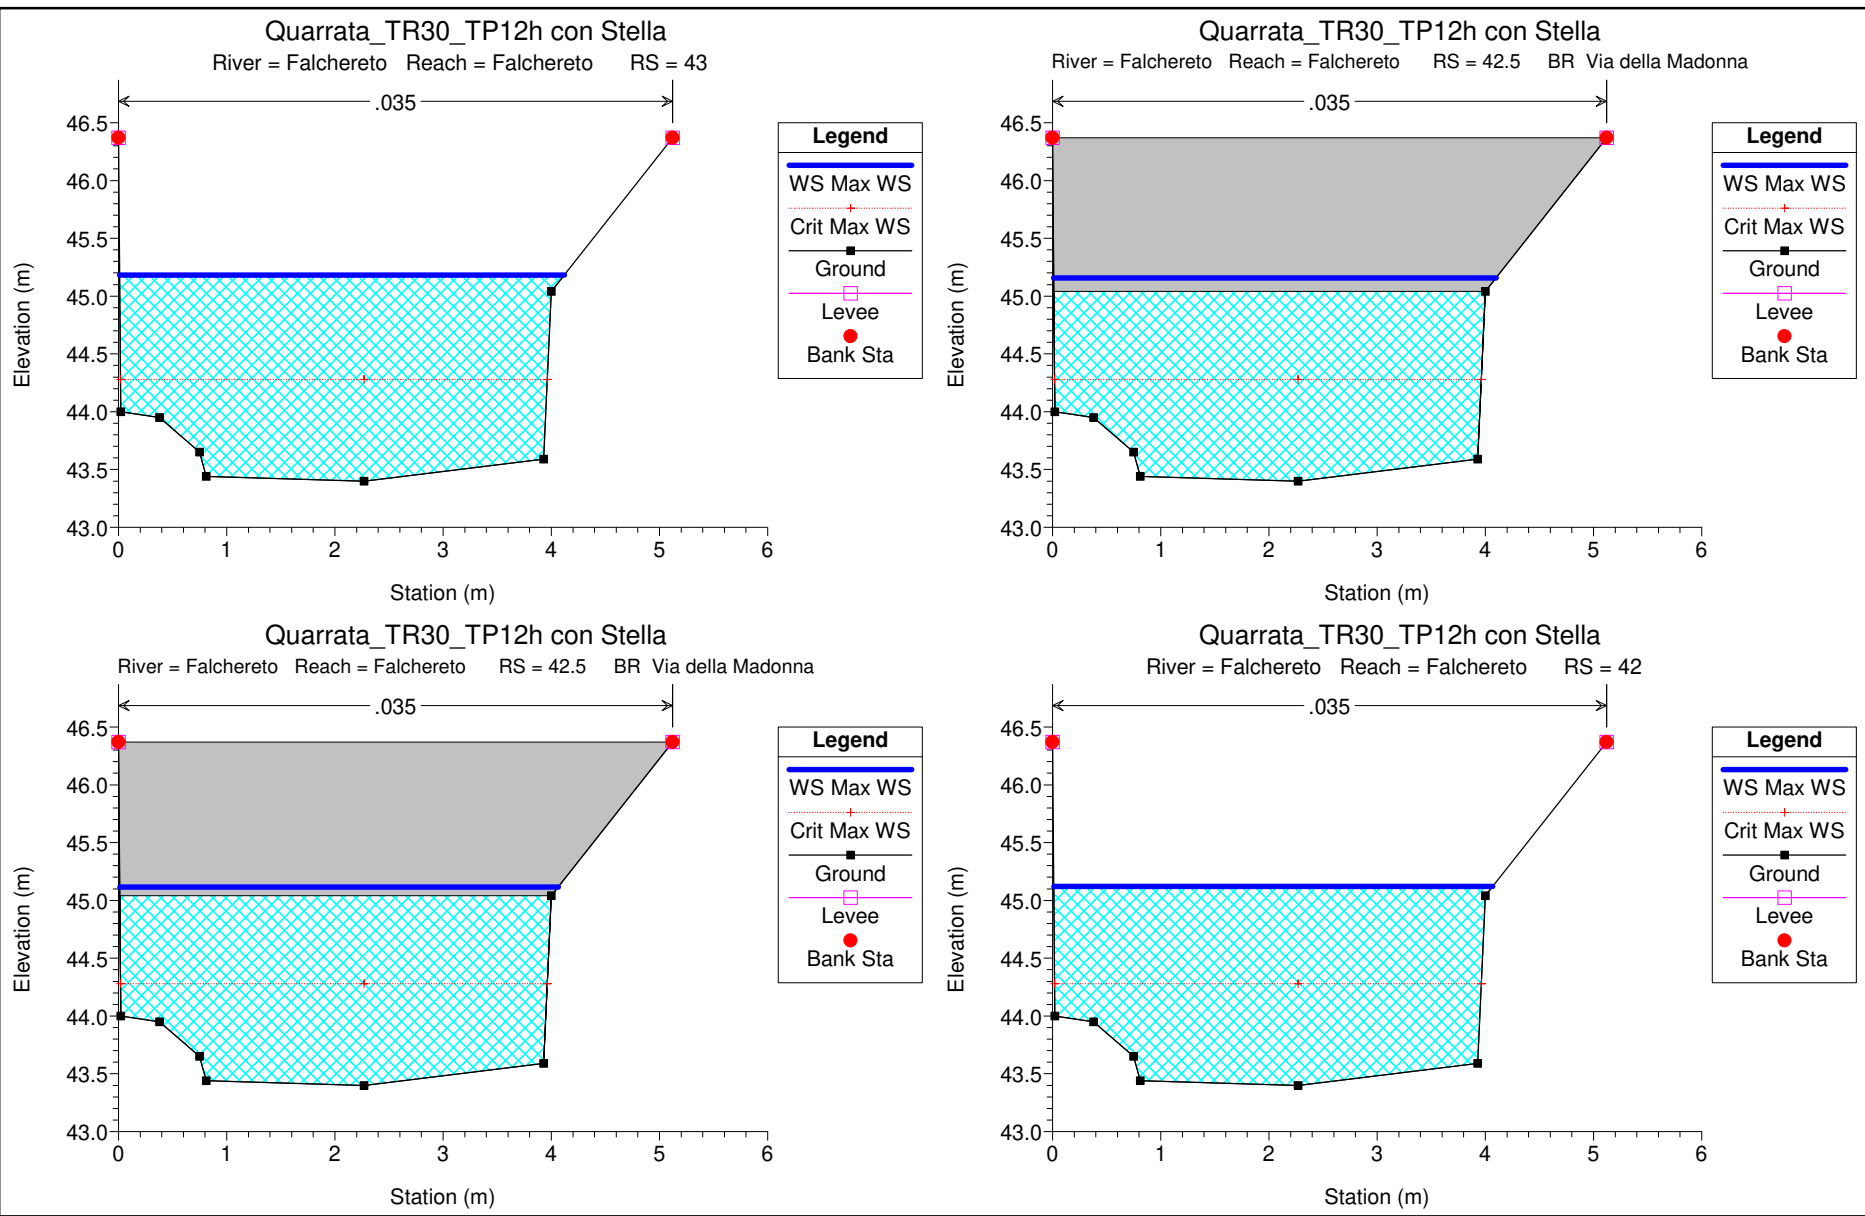 Quarrata_TR30_TP12h con Stella
River = Falchereto Reach = Falchereto RS = 43
.035
46.5
46.0
45.5
45.0
44.5
44.0
43.5
43.0
0 1 2 3 4 5 6
Station (m)
Elevation (m)
Legend
WS Max WS
Crit Max WS
Ground
Levee
Bank Sta
Quarrata_TR30_TP12h con Stella
River = Falchereto Reach = Falchereto RS = 42.5 BR Via della Madonna
.035
46.5
46.0
45.5
45.0
44.5
44.0
43.5
43.0
0 1 2 3 4 5 6
Station (m)
Elevation (m)
Legend
WS Max WS
Crit Max WS
Ground
Levee
Bank Sta
Quarrata_TR30_TP12h con Stella
River = Falchereto Reach = Falchereto RS = 42.5 BR Via della Madonna
.035
46.5
46.0
45.5
45.0
44.5
44.0
43.5
43.0
0 1 2 3 4 5 6
Station (m)
Elevation (m)
Legend
WS Max WS
Crit Max WS
Ground
Levee
Bank Sta
Quarrata_TR30_TP12h con Stella
River = Falchereto Reach = Falchereto RS = 42
.035
46.5
46.0
45.5
45.0
44.5
44.0
43.5
43.0
0 1 2 3 4 5 6
Station (m)
Elevation (m)
Legend
WS Max WS
Crit Max WS
Ground
Levee
Bank Sta